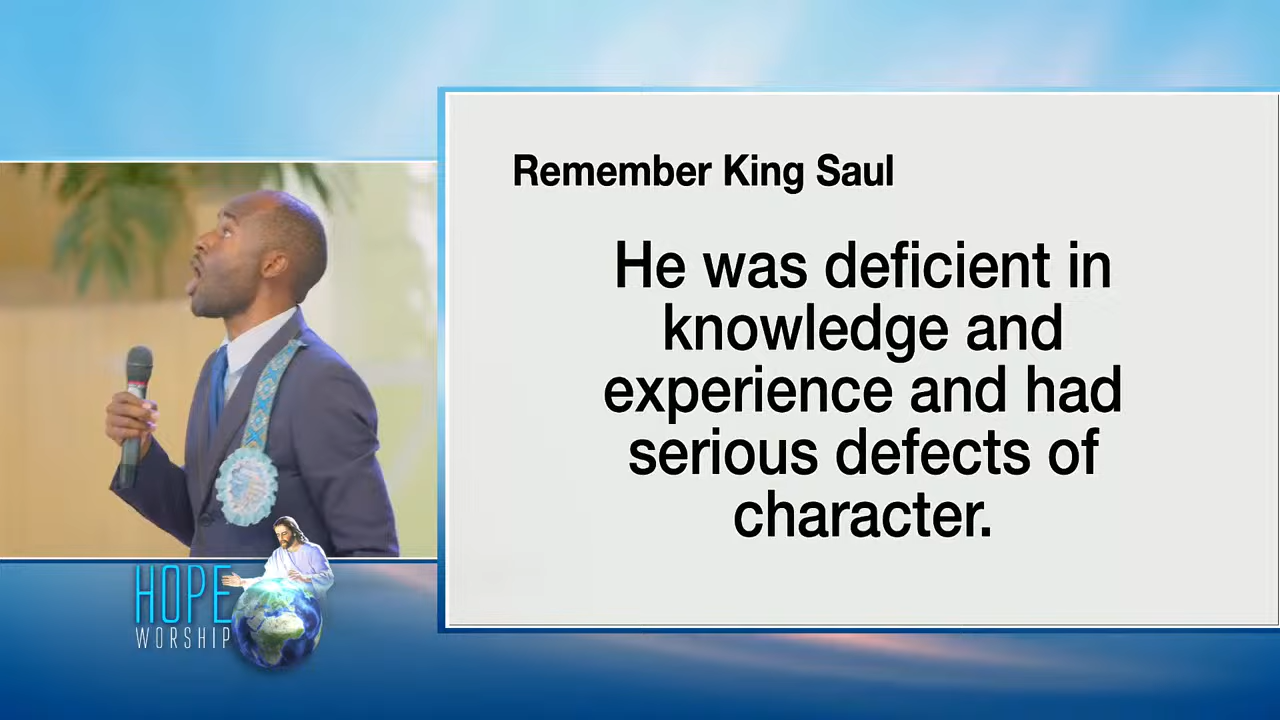 Remember King Saul
He was deficient in
knowledge and
experience and had
serious defects of
character.
HOPE
WORSHIP